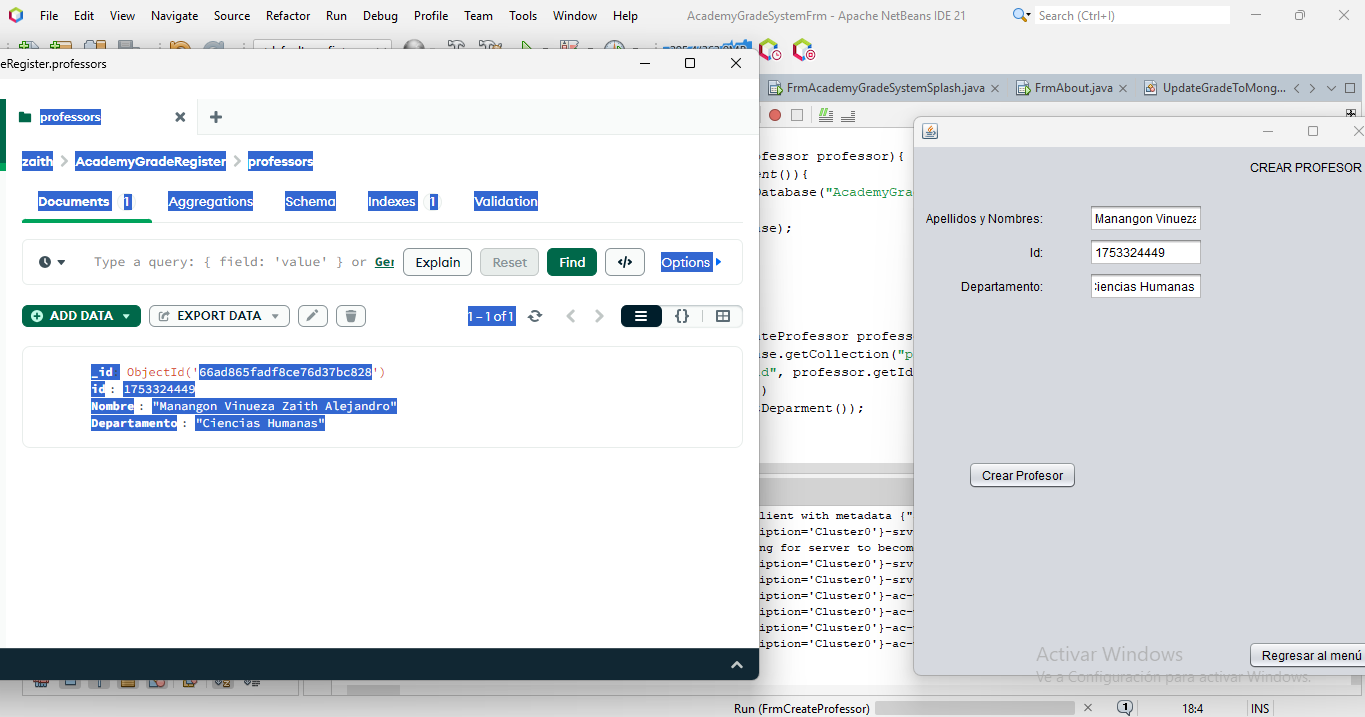 File Edit View Navigate Source Refactor Run Debug Profile Team Tools Window Help AcademyGradeSystemFrm - Apache NetBeans IDE 21 Search (Ctrl+I)
eRegister.professors
FrmAcademyGradeSystemSplash.java FrmAbout.java UpdateGradeToMong...
professors
zaith AcademyGradeRegister professors
Documents 1 Aggregations Schema Indexes 1 Validation
Type a query: { field: 'value' } or Explain Reset Find </> Options
ADD DATA EXPORT DATA 1 – 1 of 1 {}
_id: ObjectId('66ad865fadf8ce76d37bc828')
id : 1753324449
Nombre : "Manangon Vinueza Zaith Alejandro"
Departamento : "Ciencias Humanas"
professor){
ent()){
atabase("AcademyGra
se);
teProfessor profess
se.getCollection("p
d", professor.getId
)
.Deparment());
lient with metadata {"
iption='Cluster0'}-srv
ng for server to becom
iption='Cluster0'}-srv
iption='Cluster0'}-srv
iption='Cluster0'}-ac-
iption='Cluster0'}-ac-
iption='Cluster0'}-ac-
iption='Cluster0'}-ac-
CREAR PROFESOR
Apellidos y Nombres: Manangon Vinueza
Id: 1753324449
Departamento: Ciencias Humanas
Crear Profesor
Regresar al menú
Activar Windows
Ve a Configuración para activar Windows.
Run (FrmCreateProfessor) 1 18:4 INS